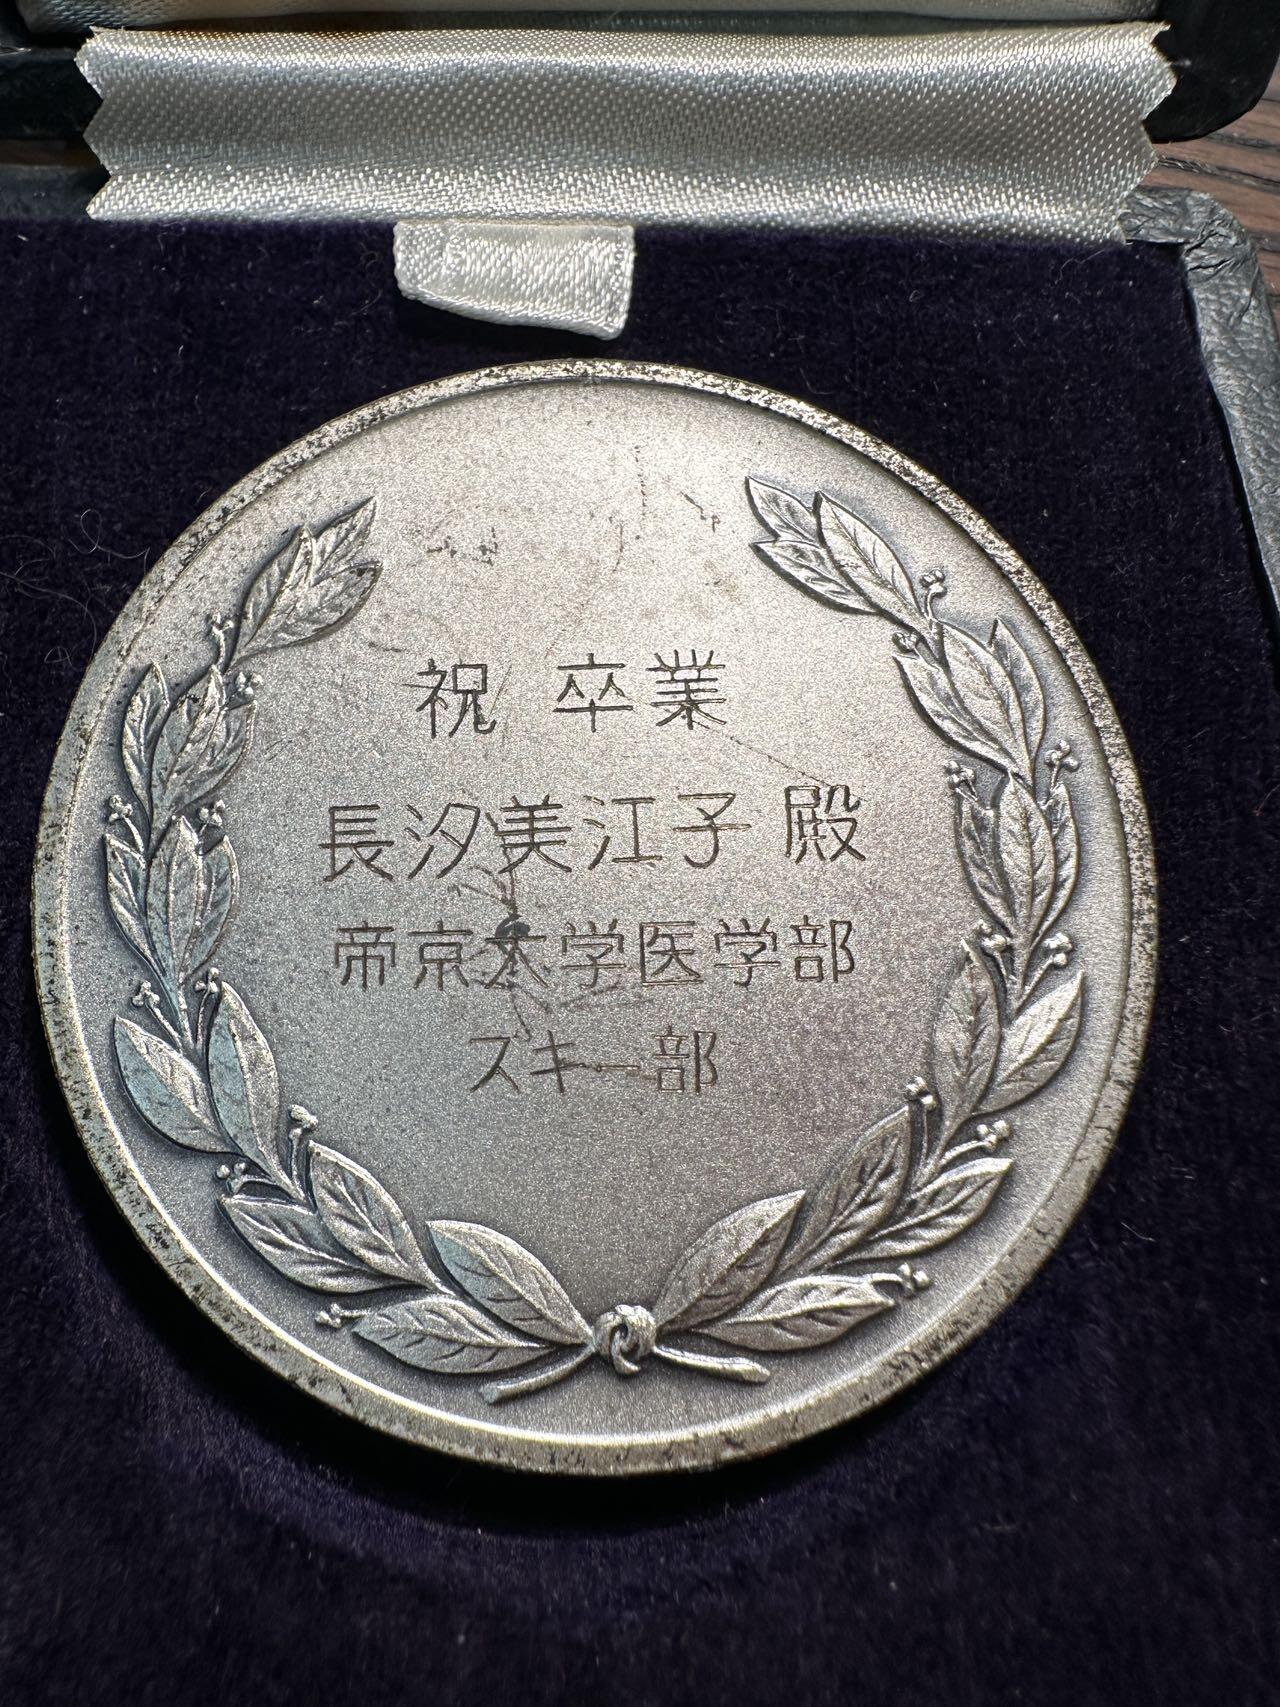 祝 卒業
長汐美江子 殿
帝京大学医学部
スキー部